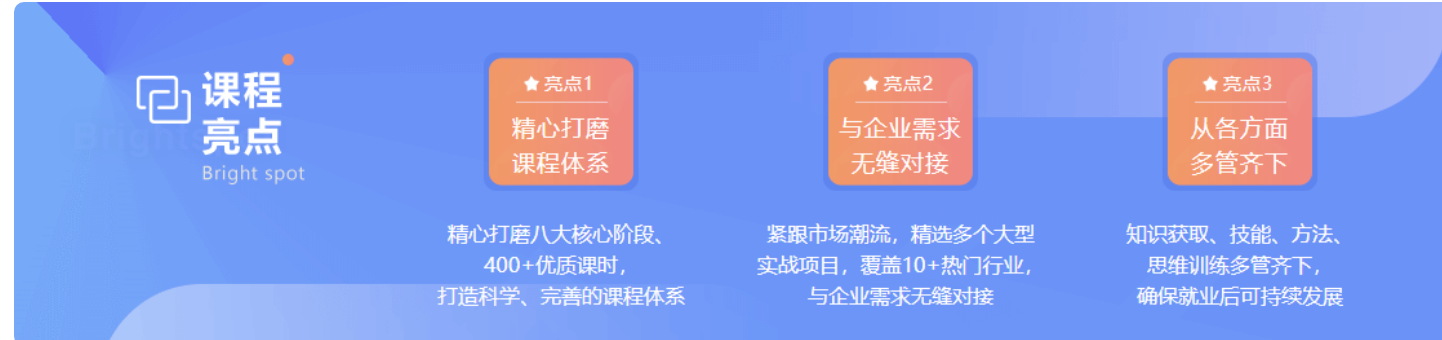 课程
亮点
Bright spot
亮点1
精心打磨
课程体系
精心打磨八大核心阶段、
400+优质课时，
打造科学、完善的课程体系
亮点2
与企业需求
无缝对接
紧跟市场潮流，精选多个大型
实战项目，覆盖10+热门行业，
与企业需求无缝对接
亮点3
从各方面
多管齐下
知识获取、技能、方法、
思维训练多管齐下，
确保就业后可持续发展